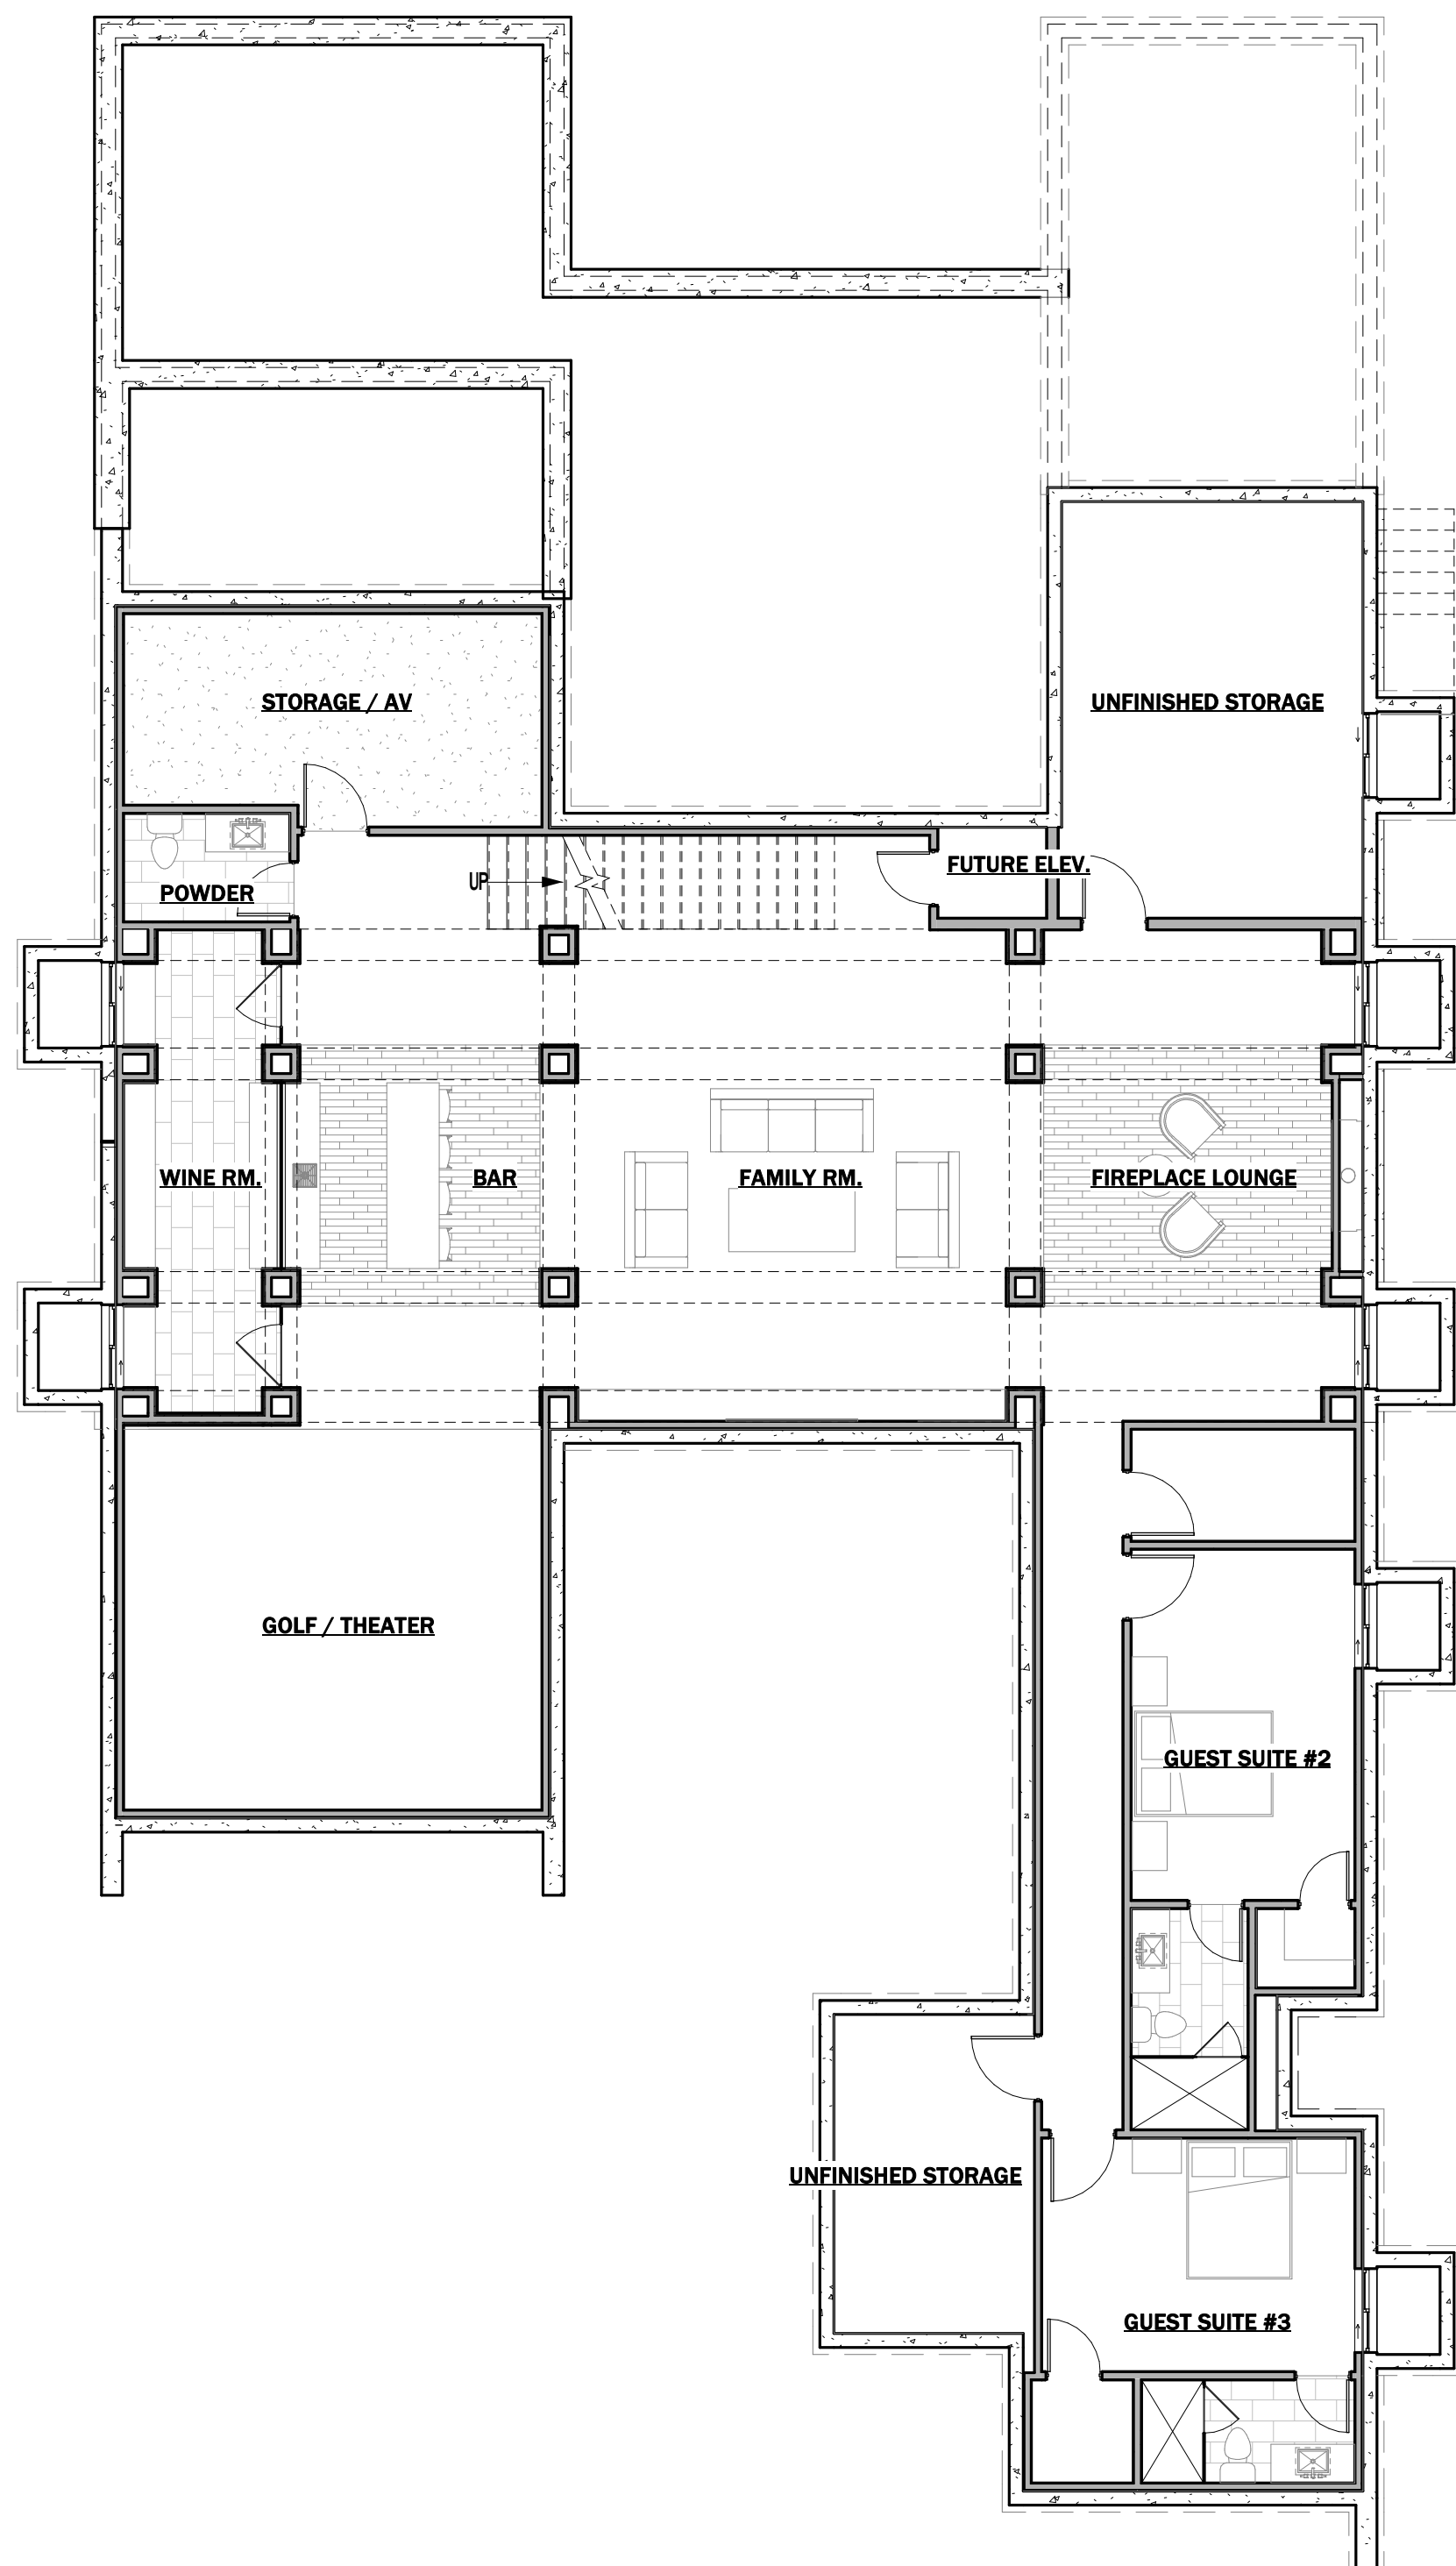 STORAGE / AV
UNFINISHED STORAGE
FUTURE ELEV.
UP
POWDER
WINE RM.
BAR
FAMILY RM.
FIREPLACE LOUNGE
GOLF / THEATER
GUEST SUITE #2
UNFINISHED STORAGE
GUEST SUITE #3